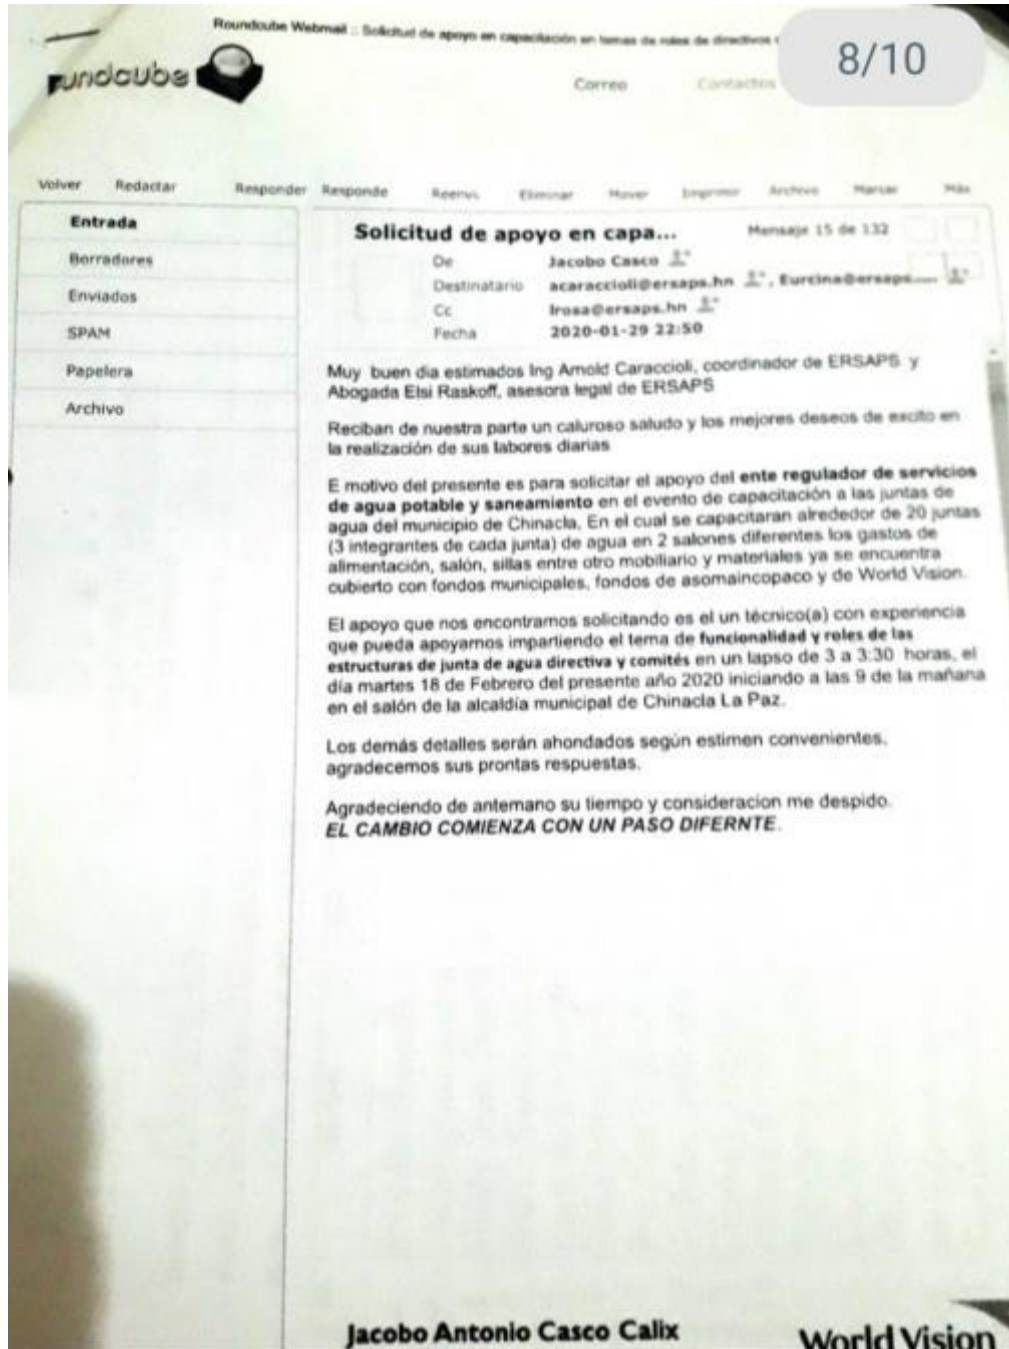 Roundcube Webmail :: Solicitud de apoyo en capacitación en temas de roles de directivos
8/10
undcube
Correo
Contactos
Volver Redactar Responder Responde Reenvi. Eliminar Mover Imprimir Archivo Marcar Más
Entrada
Borradores
Enviados
SPAM
Papelera
Archivo
Solicitud de apoyo en capa... Mensaje 15 de 132
De Jacobo Casco
Destinatario acaraccioli@ersaps.hn , Eurcina@ersaps....
Cc lrosa@ersaps.hn
Fecha 2020-01-29 22:50
Muy buen dia estimados Ing Arnold Caraccioli, coordinador de ERSAPS y
Abogada Elsi Raskoff, asesora legal de ERSAPS
Reciban de nuestra parte un caluroso saludo y los mejores deseos de excito en
la realización de sus labores diarias
E motivo del presente es para solicitar el apoyo del ente regulador de servicios
de agua potable y saneamiento en el evento de capacitación a las juntas de
agua del municipio de Chinacla, En el cual se capacitaran alrededor de 20 juntas
(3 integrantes de cada junta) de agua en 2 salones diferentes los gastos de
alimentación, salón, sillas entre otro mobiliario y materiales ya se encuentra
cubierto con fondos municipales, fondos de asomaincopaco y de World Vision.
El apoyo que nos encontramos solicitando es el un técnico(a) con experiencia
que pueda apoyarnos impartiendo el tema de funcionalidad y roles de las
estructuras de junta de agua directiva y comités en un lapso de 3 a 3:30 horas, el
día martes 18 de Febrero del presente año 2020 iniciando a las 9 de la mañana
en el salón de la alcaldía municipal de Chinacla La Paz.
Los demás detalles serán ahondados según estimen convenientes,
agradecemos sus prontas respuestas.
Agradeciendo de antemano su tiempo y consideracion me despido.
EL CAMBIO COMIENZA CON UN PASO DIFERNTE.
Jacobo Antonio Casco Calix
World Vision